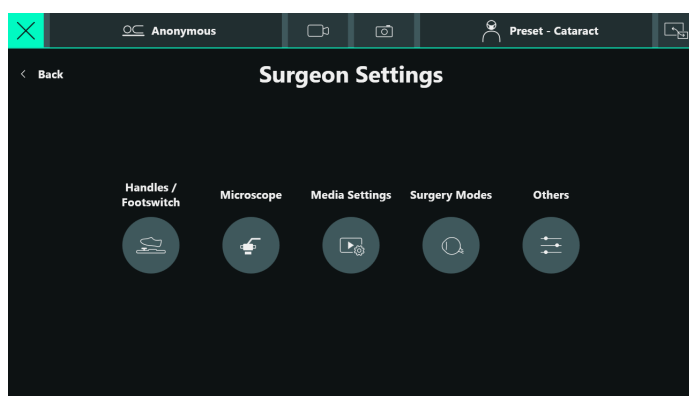 Anonymous
Preset - Cataract
Back
Surgeon Settings
Handles /
Footswitch
Microscope
Media Settings
Surgery Modes
Others